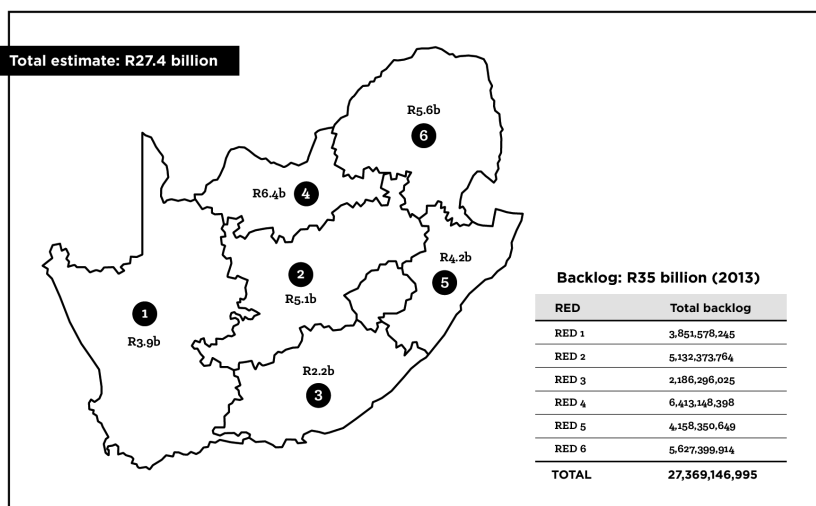 Total estimate: R27.4 billion
R5.6b
6
R6.4b 4
R4.2b
5
2
R5.1b
1
R3.9b
R2.2b
3
Backlog: R35 billion (2013)
RED Total backlog
RED 1 3,851,578,245
RED 2 5,132,373,764
RED 3 2,186,296,025
RED 4 6,413,148,398
RED 5 4,158,350,649
RED 6 5,627,399,914
TOTAL 27,369,146,995